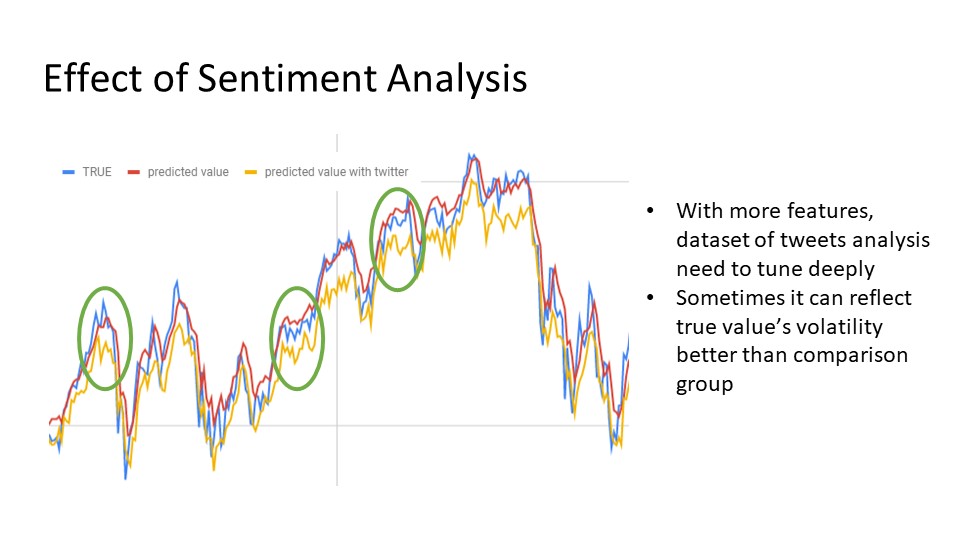 Effect of Sentiment Analysis
TRUE predicted value predicted value with twitter
• With more features,
dataset of tweets analysis
need to tune deeply
• Sometimes it can reflect
true value's volatility
better than comparison
group